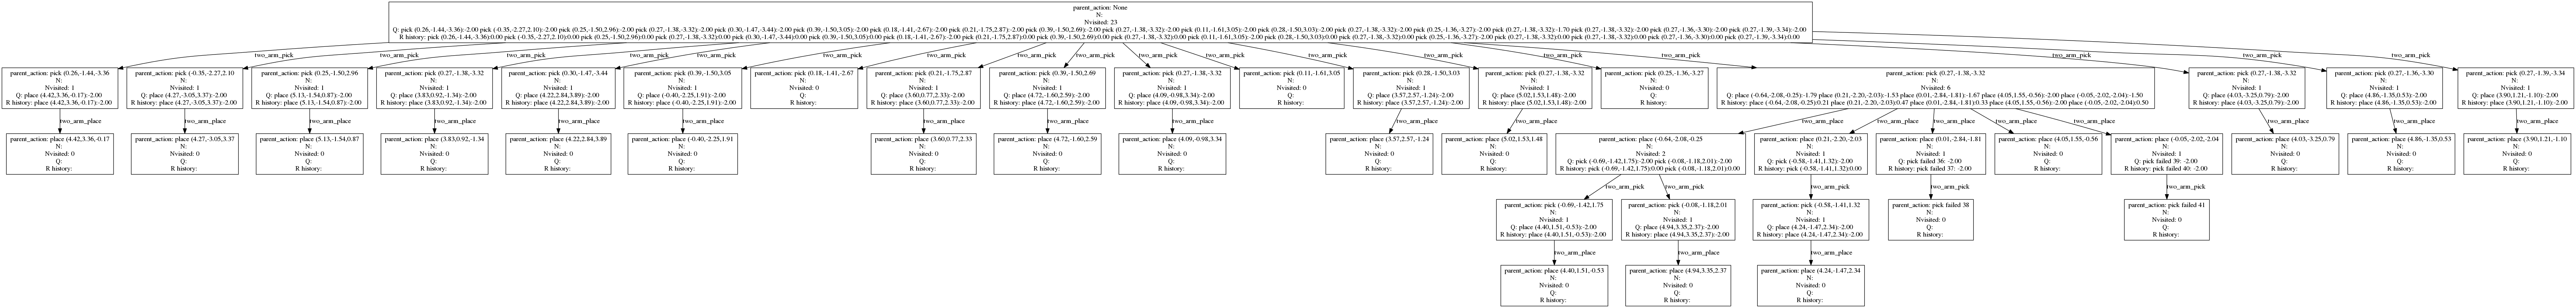 parent_action: None
N:
Nvisited: 23
Q: pick (0.26,-1.44,-3.36):-2.00 pick (-0.35,-2.27,2.10):-2.00 pick (0.25,-1.50,2.96):-2.00 pick (0.27,-1.38,-3.32):-2.00 pick (0.30,-1.47,-3.44):-2.00 pick (0.39,-1.50,3.05):-2.00 pick (0.18,-1.41,-2.67):-2.00 pick (0.21,-1.75,2.87):-2.00 pick (0.39,-1.50,2.69):-2.00 pick (0.27,-1.38,-3.32):-2.00 pick (0.11,-1.61,3.05):-2.00 pick (0.28,-1.50,3.03):-2.00 pick (0.27,-1.38,-3.32):-2.00 pick (0.25,-1.36,-3.27):-2.00 pick (0.27,-1.38,-3.32):-1.70 pick (0.27,-1.38,-3.32):-2.00 pick (0.27,-1.36,-3.30):-2.00 pick (0.27,-1.39,-3.34):-2.00
R history: pick (0.26,-1.44,-3.36):0.00 pick (-0.35,-2.27,2.10):0.00 pick (0.25,-1.50,2.96):0.00 pick (0.27,-1.38,-3.32):0.00 pick (0.30,-1.47,-3.44):0.00 pick (0.39,-1.50,3.05):0.00 pick (0.18,-1.41,-2.67):-2.00 pick (0.21,-1.75,2.87):0.00 pick (0.39,-1.50,2.69):0.00 pick (0.27,-1.38,-3.32):0.00 pick (0.11,-1.61,3.05):-2.00 pick (0.28,-1.50,3.03):0.00 pick (0.27,-1.38,-3.32):0.00 pick (0.25,-1.36,-3.27):-2.00 pick (0.27,-1.38,-3.32):0.00 pick (0.27,-1.38,-3.32):0.00 pick (0.27,-1.36,-3.30):0.00 pick (0.27,-1.39,-3.34):0.00
two_arm_pick two_arm_pick two_arm_pick two_arm_pick two_arm_pick two_arm_pick two_arm_pick two_arm_pick two_arm_pick two_arm_pick two_arm_pick two_arm_pick two_arm_pick two_arm_pick two_arm_pick two_arm_pick two_arm_pick two_arm_pick
parent_action: pick (0.26,-1.44,-3.36
N:
Nvisited: 1
Q: place (4.42,3.36,-0.17):-2.00
R history: place (4.42,3.36,-0.17):-2.00
parent_action: pick (-0.35,-2.27,2.10
N:
Nvisited: 1
Q: place (4.27,-3.05,3.37):-2.00
R history: place (4.27,-3.05,3.37):-2.00
parent_action: pick (0.25,-1.50,2.96
N:
Nvisited: 1
Q: place (5.13,-1.54,0.87):-2.00
R history: place (5.13,-1.54,0.87):-2.00
parent_action: pick (0.27,-1.38,-3.32
N:
Nvisited: 1
Q: place (3.83,0.92,-1.34):-2.00
R history: place (3.83,0.92,-1.34):-2.00
parent_action: pick (0.30,-1.47,-3.44
N:
Nvisited: 1
Q: place (4.22,2.84,3.89):-2.00
R history: place (4.22,2.84,3.89):-2.00
parent_action: pick (0.39,-1.50,3.05
N:
Nvisited: 1
Q: place (-0.40,-2.25,1.91):-2.00
R history: place (-0.40,-2.25,1.91):-2.00
parent_action: pick (0.18,-1.41,-2.67
N:
Nvisited: 0
Q:
R history:
parent_action: pick (0.21,-1.75,2.87
N:
Nvisited: 1
Q: place (3.60,0.77,2.33):-2.00
R history: place (3.60,0.77,2.33):-2.00
parent_action: pick (0.39,-1.50,2.69
N:
Nvisited: 1
Q: place (4.72,-1.60,2.59):-2.00
R history: place (4.72,-1.60,2.59):-2.00
parent_action: pick (0.27,-1.38,-3.32
N:
Nvisited: 1
Q: place (4.09,-0.98,3.34):-2.00
R history: place (4.09,-0.98,3.34):-2.00
parent_action: pick (0.11,-1.61,3.05
N:
Nvisited: 0
Q:
R history:
parent_action: pick (0.28,-1.50,3.03
N:
Nvisited: 1
Q: place (3.57,2.57,-1.24):-2.00
R history: place (3.57,2.57,-1.24):-2.00
parent_action: pick (0.27,-1.38,-3.32
N:
Nvisited: 1
Q: place (5.02,1.53,1.48):-2.00
R history: place (5.02,1.53,1.48):-2.00
parent_action: pick (0.25,-1.36,-3.27
N:
Nvisited: 0
Q:
R history:
parent_action: pick (0.27,-1.38,-3.32
N:
Nvisited: 6
Q: place (-0.64,-2.08,-0.25):-1.79 place (0.21,-2.20,-2.03):-1.53 place (0.01,-2.84,-1.81):-1.67 place (4.05,1.55,-0.56):-2.00 place (-0.05,-2.02,-2.04):-1.50
R history: place (-0.64,-2.08,-0.25):0.21 place (0.21,-2.20,-2.03):0.47 place (0.01,-2.84,-1.81):0.33 place (4.05,1.55,-0.56):-2.00 place (-0.05,-2.02,-2.04):0.50
parent_action: pick (0.27,-1.38,-3.32
N:
Nvisited: 1
Q: place (4.03,-3.25,0.79):-2.00
R history: place (4.03,-3.25,0.79):-2.00
parent_action: pick (0.27,-1.36,-3.30
N:
Nvisited: 1
Q: place (4.86,-1.35,0.53):-2.00
R history: place (4.86,-1.35,0.53):-2.00
parent_action: pick (0.27,-1.39,-3.34
N:
Nvisited: 1
Q: place (3.90,1.21,-1.10):-2.00
R history: place (3.90,1.21,-1.10):-2.00
two_arm_place two_arm_place two_arm_place two_arm_place two_arm_place two_arm_place two_arm_place two_arm_place two_arm_place two_arm_place two_arm_place two_arm_place two_arm_place two_arm_place two_arm_place two_arm_place two_arm_place two_arm_place two_arm_place
parent_action: place (4.42,3.36,-0.17
N:
Nvisited: 0
Q:
R history:
parent_action: place (4.27,-3.05,3.37
N:
Nvisited: 0
Q:
R history:
parent_action: place (5.13,-1.54,0.87
N:
Nvisited: 0
Q:
R history:
parent_action: place (3.83,0.92,-1.34
N:
Nvisited: 0
Q:
R history:
parent_action: place (4.22,2.84,3.89
N:
Nvisited: 0
Q:
R history:
parent_action: place (-0.40,-2.25,1.91
N:
Nvisited: 0
Q:
R history:
parent_action: place (3.60,0.77,2.33
N:
Nvisited: 0
Q:
R history:
parent_action: place (4.72,-1.60,2.59
N:
Nvisited: 0
Q:
R history:
parent_action: place (4.09,-0.98,3.34
N:
Nvisited: 0
Q:
R history:
parent_action: place (3.57,2.57,-1.24
N:
Nvisited: 0
Q:
R history:
parent_action: place (5.02,1.53,1.48
N:
Nvisited: 0
Q:
R history:
parent_action: place (-0.64,-2.08,-0.25
N:
Nvisited: 2
Q: pick (-0.69,-1.42,1.75):-2.00 pick (-0.08,-1.18,2.01):-2.00
R history: pick (-0.69,-1.42,1.75):0.00 pick (-0.08,-1.18,2.01):0.00
parent_action: place (0.21,-2.20,-2.03
N:
Nvisited: 1
Q: pick (-0.58,-1.41,1.32):-2.00
R history: pick (-0.58,-1.41,1.32):0.00
parent_action: place (0.01,-2.84,-1.81
N:
Nvisited: 1
Q: pick failed 36: -2.00
R history: pick failed 37: -2.00
parent_action: place (4.05,1.55,-0.56
N:
Nvisited: 0
Q:
R history:
parent_action: place (-0.05,-2.02,-2.04
N:
Nvisited: 1
Q: pick failed 39: -2.00
R history: pick failed 40: -2.00
parent_action: place (4.03,-3.25,0.79
N:
Nvisited: 0
Q:
R history:
parent_action: place (4.86,-1.35,0.53
N:
Nvisited: 0
Q:
R history:
parent_action: place (3.90,1.21,-1.10
N:
Nvisited: 0
Q:
R history:
two_arm_pick two_arm_pick two_arm_pick two_arm_pick two_arm_pick
parent_action: pick (-0.69,-1.42,1.75
N:
Nvisited: 1
Q: place (4.40,1.51,-0.53):-2.00
R history: place (4.40,1.51,-0.53):-2.00
parent_action: pick (-0.08,-1.18,2.01
N:
Nvisited: 1
Q: place (4.94,3.35,2.37):-2.00
R history: place (4.94,3.35,2.37):-2.00
parent_action: pick (-0.58,-1.41,1.32
N:
Nvisited: 1
Q: place (4.24,-1.47,2.34):-2.00
R history: place (4.24,-1.47,2.34):-2.00
parent_action: pick failed 38
N:
Nvisited: 0
Q:
R history:
parent_action: pick failed 41
N:
Nvisited: 0
Q:
R history:
two_arm_place two_arm_place two_arm_place
parent_action: place (4.40,1.51,-0.53
N:
Nvisited: 0
Q:
R history:
parent_action: place (4.94,3.35,2.37
N:
Nvisited: 0
Q:
R history:
parent_action: place (4.24,-1.47,2.34
N:
Nvisited: 0
Q:
R history: